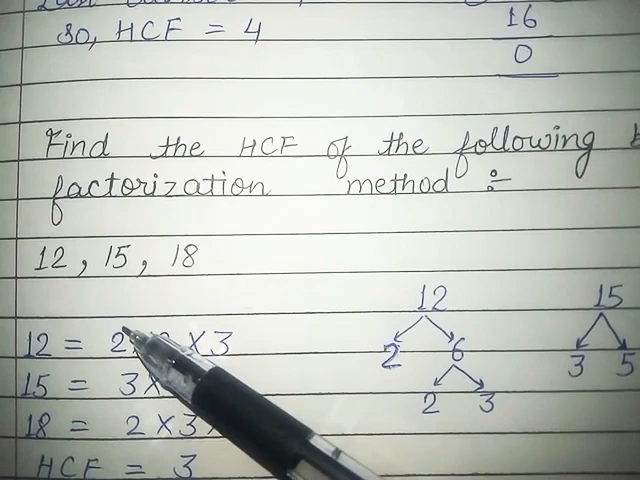 30, HCF = 4
16
0
Find the HCF of the following
factorization method :-
12, 15, 18
12
2 6
2 3
15
3 5
12 = 2 × 3
15 = 3 ×
18 = 2 × 3
HCF = 3